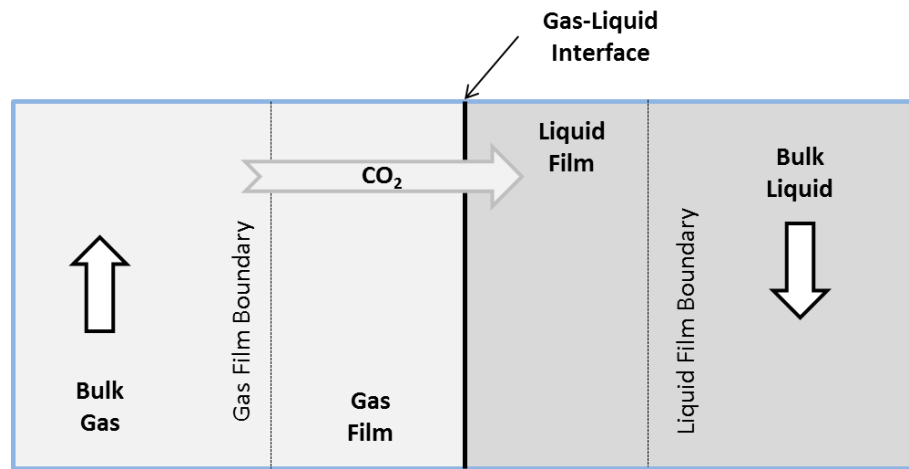 Gas-Liquid
Interface
Liquid
Film
Bulk
Liquid
CO₂
Gas Film Boundary
Liquid Film Boundary
Bulk
Gas
Gas
Film